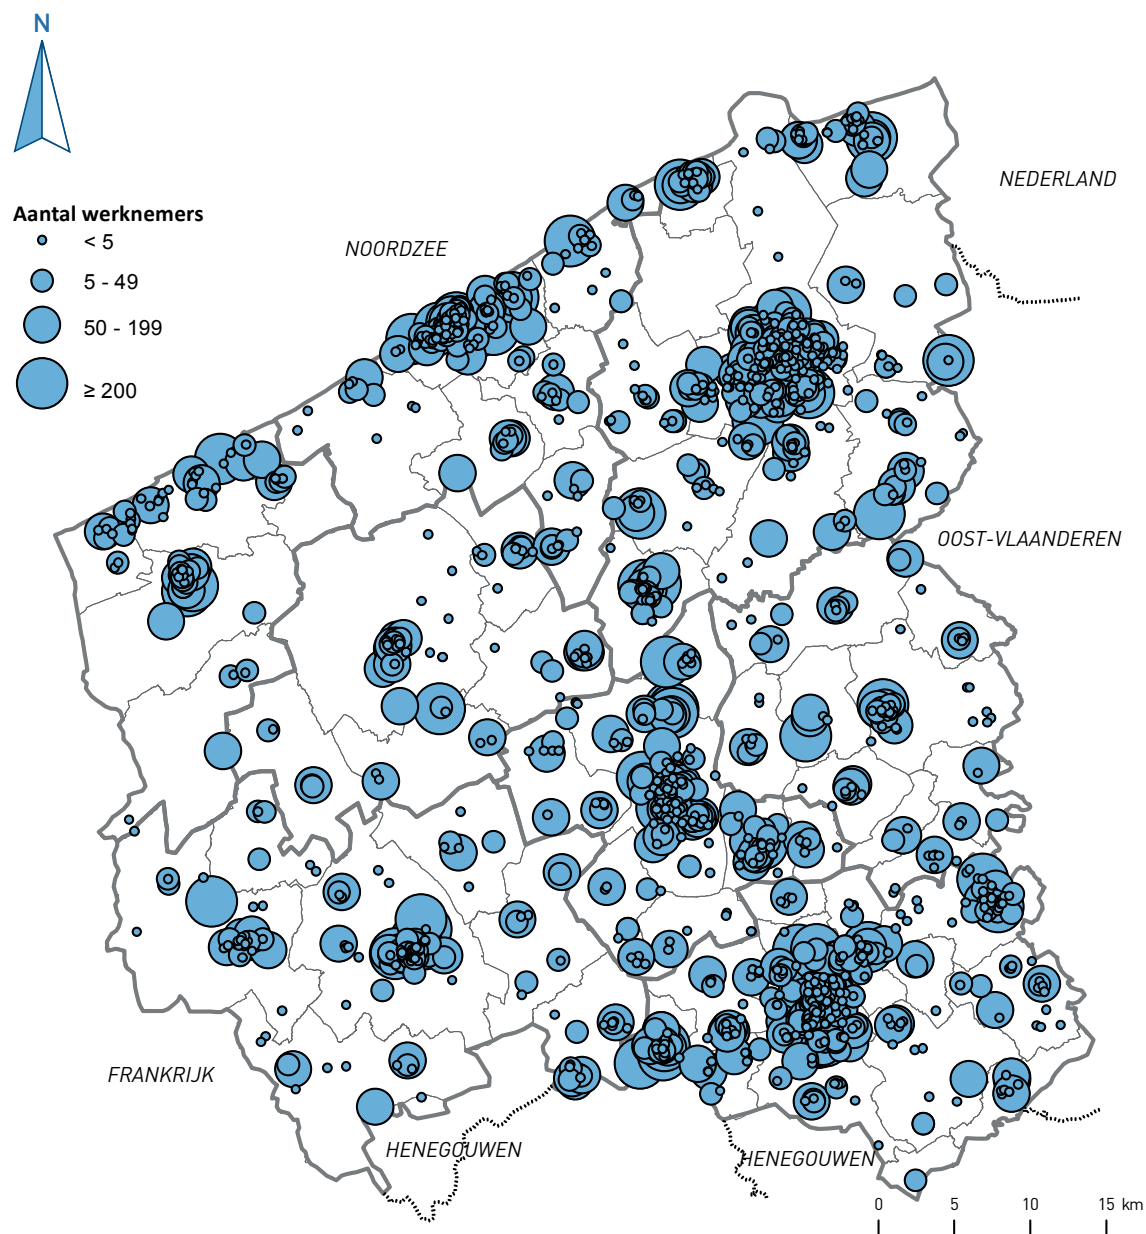 N
Aantal werknemers
< 5
5 - 49
50 - 199
≥ 200
NOORDZEE
NEDERLAND
OOST-VLAANDEREN
FRANKRIJK
HENEGOUWEN
HENEGOUWEN
0 5 10 15 km